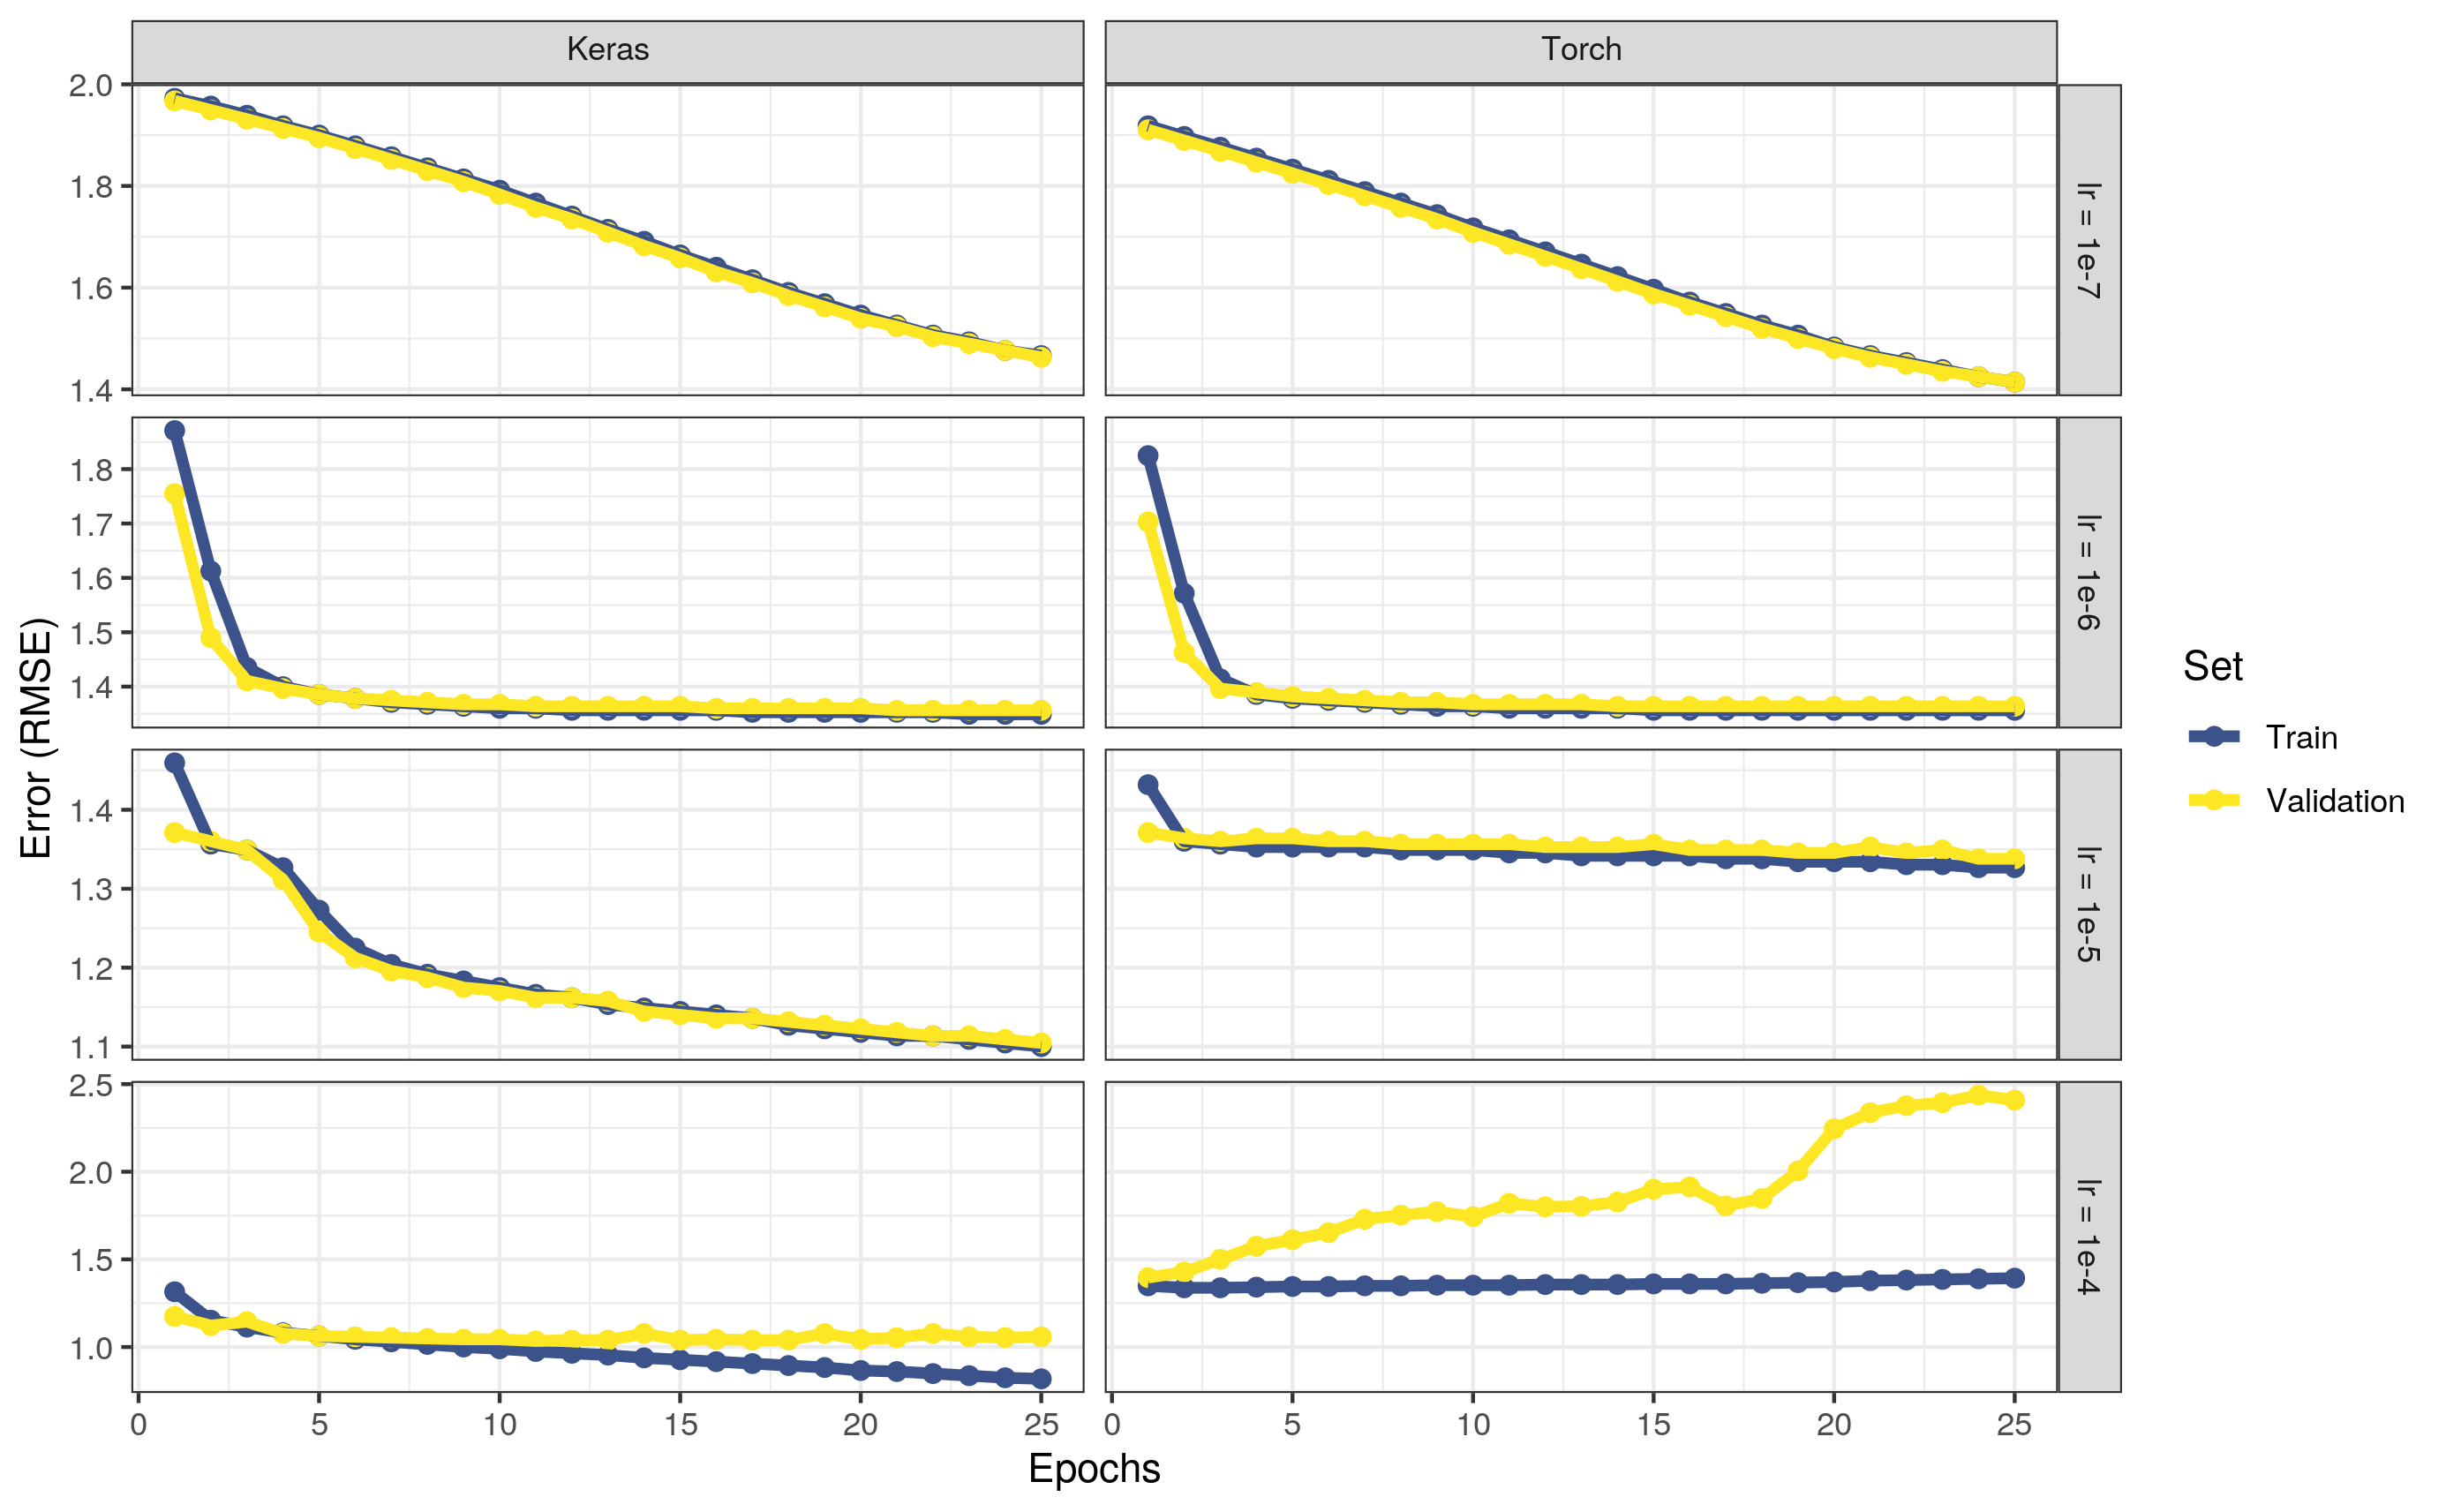 Keras
Torch
2.0
1.8
1.6
1.4
lr = 1e-7
1.8
1.7
1.6
1.5
1.4
lr = 1e-6
1.4
1.3
1.2
1.1
lr = 1e-5
2.5
2.0
1.5
1.0
lr = 1e-4
0 5 10 15 20 25
0 5 10 15 20 25
Epochs
Error (RMSE)
Set
Train
Validation